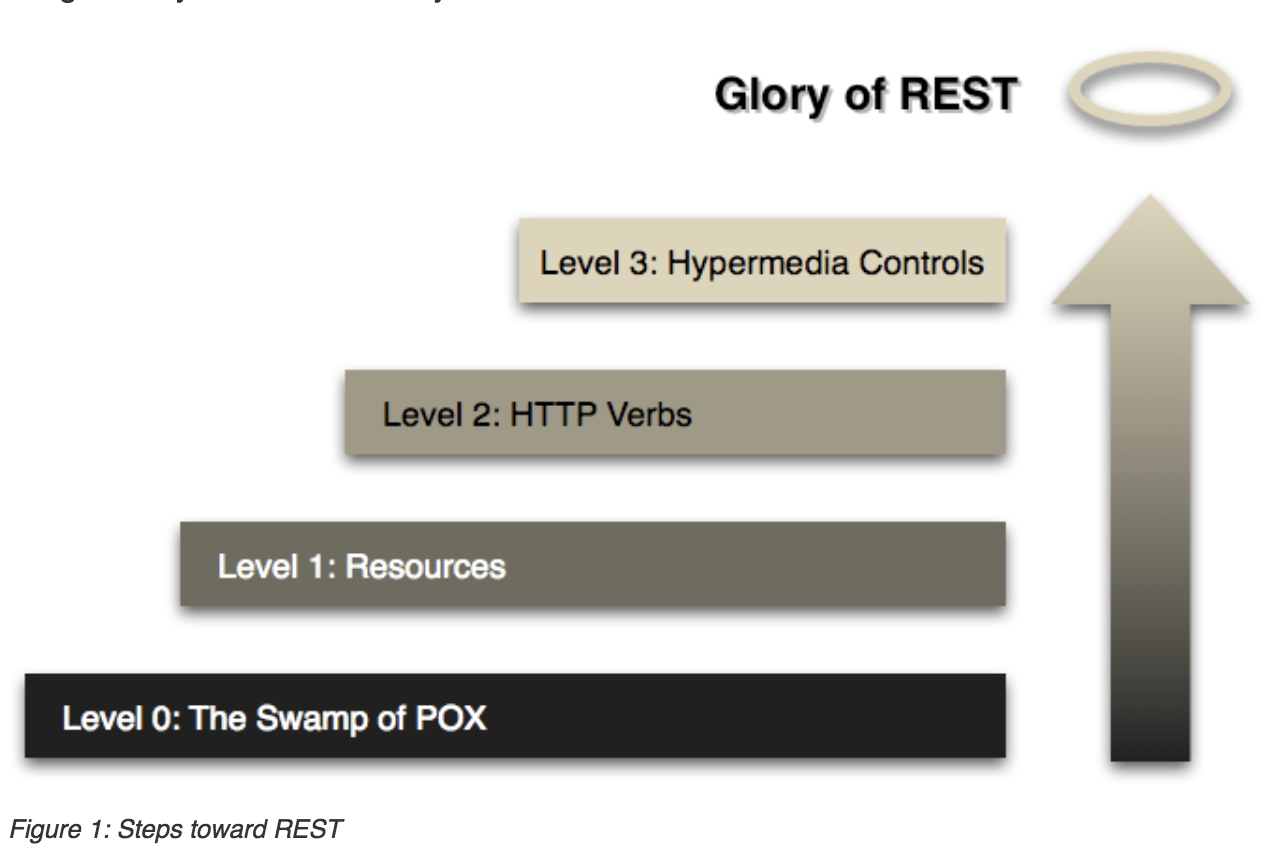 Glory of REST
Level 3: Hypermedia Controls
Level 2: HTTP Verbs
Level 1: Resources
Level 0: The Swamp of POX
Figure 1: Steps toward REST